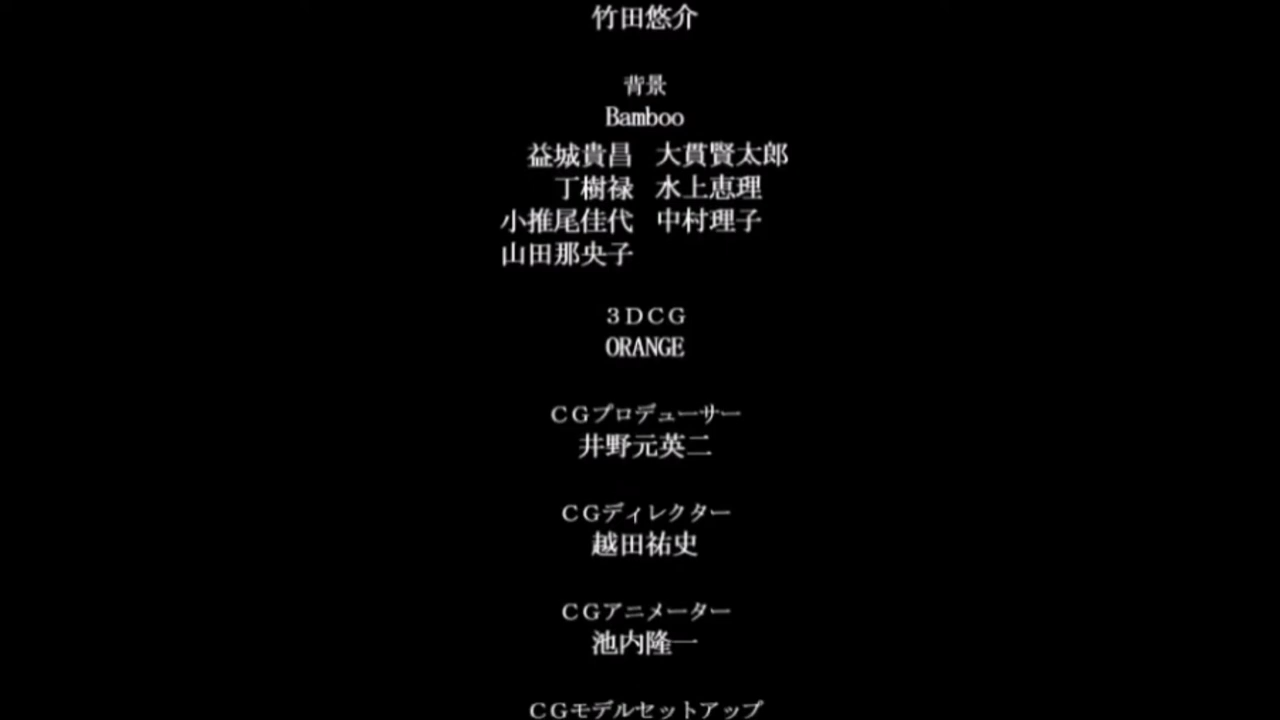 竹田悠介
背景
Bamboo
益城貴昌 大貫賢太郎
丁樹禄 水上恵理
小推尾佳代 中村理子
山田那央子
３ＤＣＧ
ORANGE
ＣＧプロデューサー
井野元英二
ＣＧディレクター
越田祐史
ＣＧアニメーター
池内隆一
ＣＧモデルセットアップ